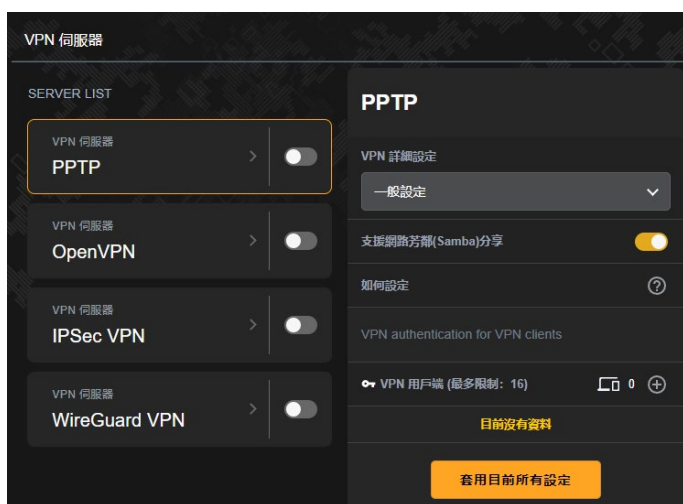 VPN 伺服器
SERVER LIST
VPN 伺服器
PPTP
VPN 伺服器
OpenVPN
VPN 伺服器
IPSec VPN
VPN 伺服器
WireGuard VPN
PPTP
VPN 詳細設定
一般設定
支援網路芳鄰(Samba)分享
如何設定
VPN authentication for VPN clients
VPN 用戶端 (最多限制: 16) 0
目前沒有資料
套用目前所有設定